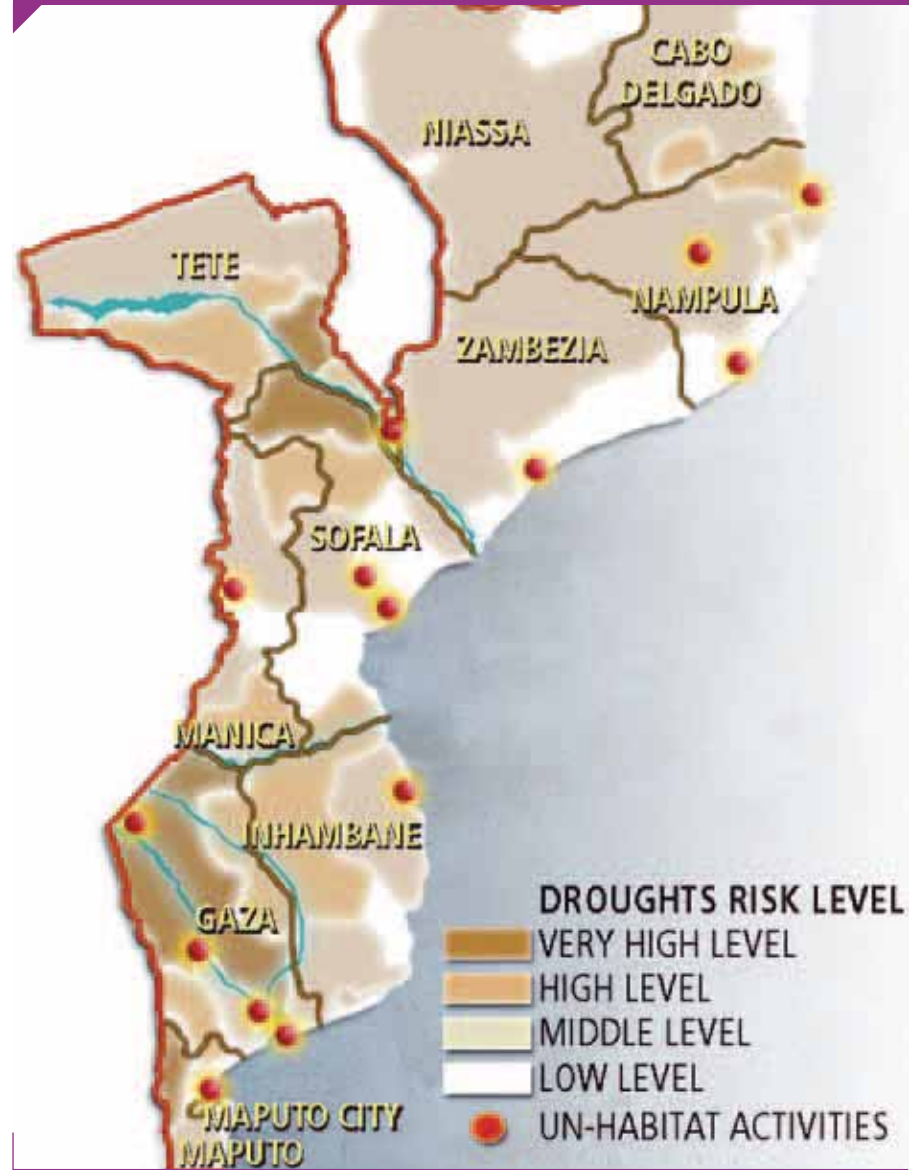 CABO
DELGADO
NIASSA
TETE
NAMPULA
ZAMBEZIA
SOFALA
MANICA
INHAMBANE
GAZA
MAPUTO CITY
MAPUTO
DROUGHTS RISK LEVEL
VERY HIGH LEVEL
HIGH LEVEL
MIDDLE LEVEL
LOW LEVEL
UN-HABITAT ACTIVITIES